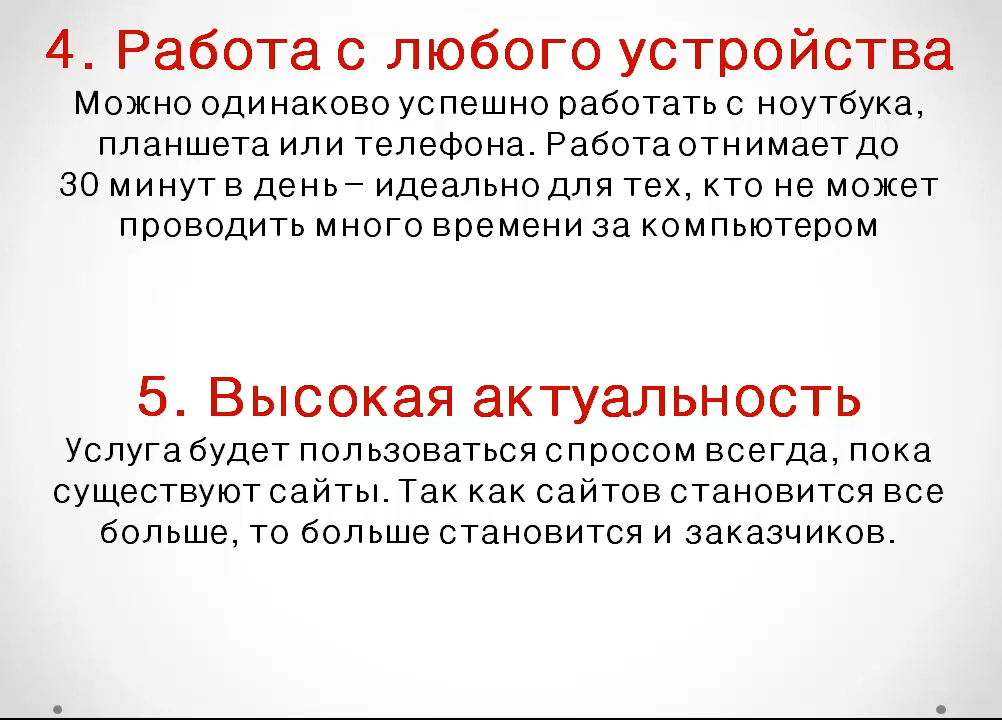 4. Работа с любого устройства
Можно одинаково успешно работать с ноутбука,
планшета или телефона. Работа отнимает до
30 минут в день – идеально для тех, кто не может
проводить много времени за компьютером
5. Высокая актуальность
Услуга будет пользоваться спросом всегда, пока
существуют сайты. Так как сайтов становится все
больше, то больше становится и заказчиков.